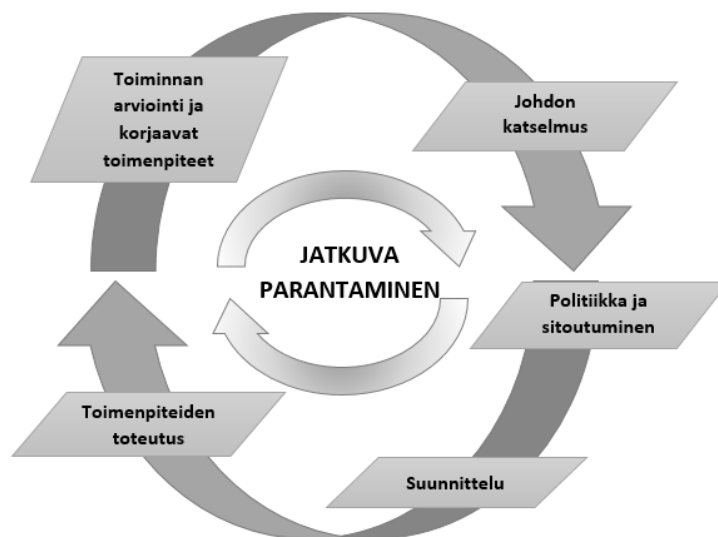 Toiminnan
arviointi ja
korjaavat
toimenpiteet
Johdon
katselmus
JATKUVA
PARANTAMINEN
Politiikka ja
sitoutuminen
Toimenpiteiden
toteutus
Suunnittelu